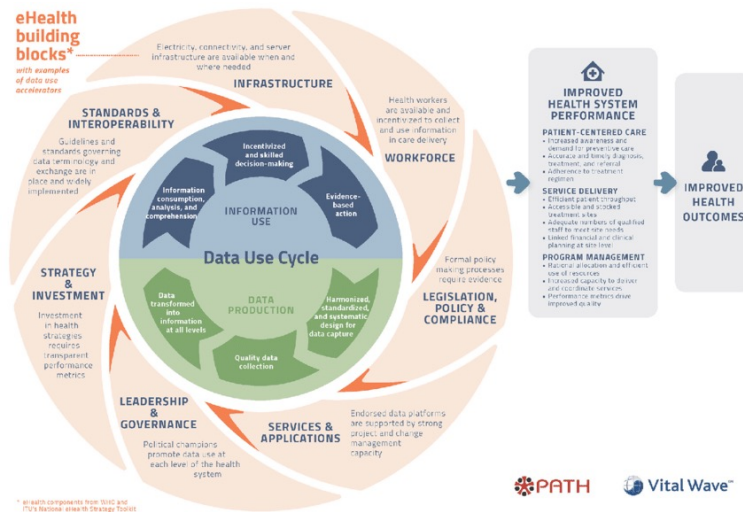 eHealth
building
blocks*
with examples
of data use
accelerators
Electricity, connectivity, and server
infrastructure are available when and
where needed
INFRASTRUCTURE
Health workers
are available and
incentivized to collect
and use information
in care delivery
WORKFORCE
Formal policy
making processes
require evidence
LEGISLATION,
POLICY &
COMPLIANCE
Endorsed data platforms
are supported by strong
project and change
management
capacity
SERVICES &
APPLICATIONS
LEADERSHIP
&
GOVERNANCE
Political champions
promote data use at
each level of the health
system
STRATEGY &
INVESTMENT
Investment
in health
strategies
requires
transparent
performance
metrics
STANDARDS &
INTEROPERABILITY
Guidelines and
standards governing
data terminology and
exchange are in
place and widely
implemented
Incentivized
and skilled
decision-making
Information
consumption,
analysis, and
comprehension
Evidence-
based
action
INFORMATION
USE
Data Use Cycle
DATA
PRODUCTION
Data
transformed
into
information
at all levels
Quality data
collection
Harmonized,
standardized,
and systematic
design for
data capture
IMPROVED
HEALTH SYSTEM
PERFORMANCE
PATIENT-CENTERED CARE
• Increased awareness and
demand for preventive care
• Accurate and timely diagnosis,
treatment, and referral
• Adherence to treatment
regimen
SERVICE DELIVERY
• Efficient patient throughput
• Accessible and stocked
treatment sites
• Adequate numbers of qualified
staff to meet site needs
• Linked financial and clinical
planning at site level
PROGRAM MANAGEMENT
• Rational allocation and efficient
use of resources
• Increased capacity to deliver
and coordinate services
• Performance metrics drive
improved quality
IMPROVED
HEALTH
OUTCOMES
PATH
Vital Wave™
* eHealth components from WHO and
ITU's National eHealth Strategy Toolkit